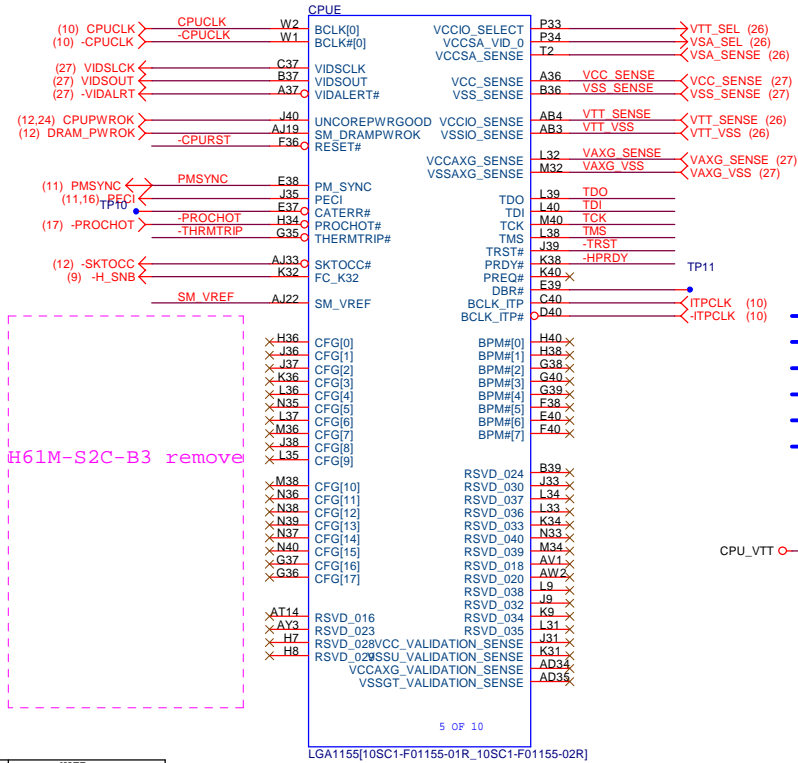 CPUE
(10) CPUCLK CPUCLK W2 BCLK[0]
(10) -CPUCLK -CPUCLK W1 BCLK#[0]
(27) VIDSLCK C37 VIDSCLK
(27) VIDSOUT B37 VIDSOUT
(27) -VIDALRT A37 VIDALERT#
(12,24) CPUPWROK J40 UNCOREPWRGOOD
(12) DRAM_PWROK AJ19 SM_DRAMPWROK
-CPURST F36 RESET#
(11) PMSYNC PMSYNC E38 PM_SYNC
(11,16) PECI J35 PECI
TP10 E37 CATERR#
(17) -PROCHOT -PROCHOT H34 PROCHOT#
-THRMTRIP G35 THERMTRIP#
(12) -SKTOCC AJ33 SKTOCC#
(9) -H_SNB K32 FC_K32
SM_VREF AJ22 SM_VREF
H36 CFG[0]
J36 CFG[1]
J37 CFG[2]
K36 CFG[3]
L36 CFG[4]
N35 CFG[5]
L37 CFG[6]
M36 CFG[7]
J38 CFG[8]
L35 CFG[9]
M38 CFG[10]
N36 CFG[11]
N38 CFG[12]
N39 CFG[13]
N37 CFG[14]
N40 CFG[15]
G37 CFG[16]
G36 CFG[17]
AT14 RSVD_016
AY3 RSVD_023
H7 RSVD_028
H8 RSVD_029
H61M-S2C-B3 remove
VCCIO_SELECT P33 VTT_SEL (26)
VCCSA_VID_0 P34 VSA_SEL (26)
VCCSA_SENSE T2 VSA_SENSE (26)
VCC_SENSE A36 VCC_SENSE VCC_SENSE (27)
VSS_SENSE B36 VSS_SENSE VSS_SENSE (27)
VCCIO_SENSE AB4 VTT_SENSE VTT_SENSE (26)
VSSIO_SENSE AB3 VTT_VSS VTT_VSS (26)
VCCAXG_SENSE L32 VAXG_SENSE VAXG_SENSE (27)
VSSAXG_SENSE M32 VAXG_VSS VAXG_VSS (27)
TDO L39 TDO
TDI L40 TDI
TCK M40 TCK
TMS L38 TMS
TRST# J39 -TRST
PRDY# K38 -HPRDY
PREQ# K40
DBR# E39 TP11
BCLK_ITP C40 ITPCLK (10)
BCLK_ITP# D40 -ITPCLK (10)
BPM#[0] H40
BPM#[1] H38
BPM#[2] G38
BPM#[3] G40
BPM#[4] G39
BPM#[5] F38
BPM#[6] E40
BPM#[7] F40
RSVD_024 B39
RSVD_030 J33
RSVD_037 L34
RSVD_036 L33
RSVD_033 K34
RSVD_040 N33
RSVD_039 M34
RSVD_018 AV1
RSVD_020 AW2
RSVD_038 L9
RSVD_032 J9
RSVD_034 K9
RSVD_035 L31
VCC_VALIDATION_SENSE J31
VSSU_VALIDATION_SENSE K31
VCCAXG_VALIDATION_SENSE AD34
VSSGT_VALIDATION_SENSE AD35
CPU_VTT
5 OF 10
LGA1155[10SC1-F01155-01R_10SC1-F01155-02R]